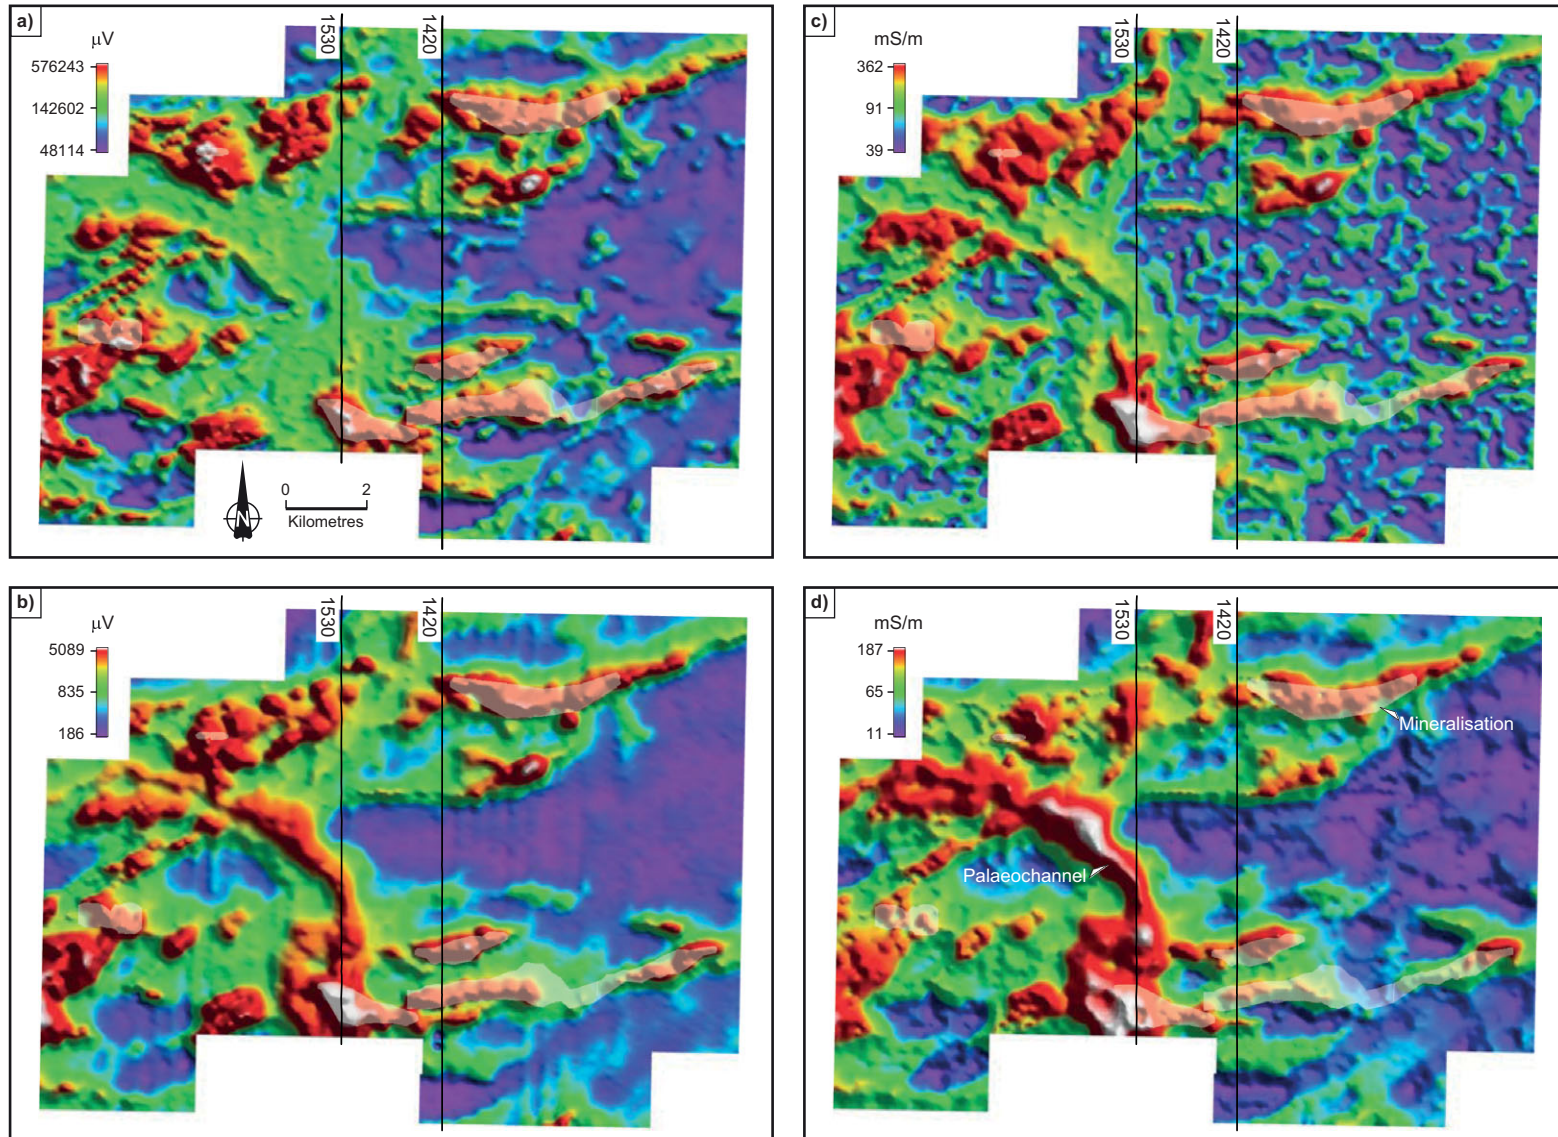 a)
μV
576243
142602
48114
1530
1420
N
0 2
Kilometres
c)
mS/m
362
91
39
1530
1420
b)
μV
5089
835
186
1530
1420
d)
mS/m
187
65
11
1530
1420
Mineralisation
Palaeochannel